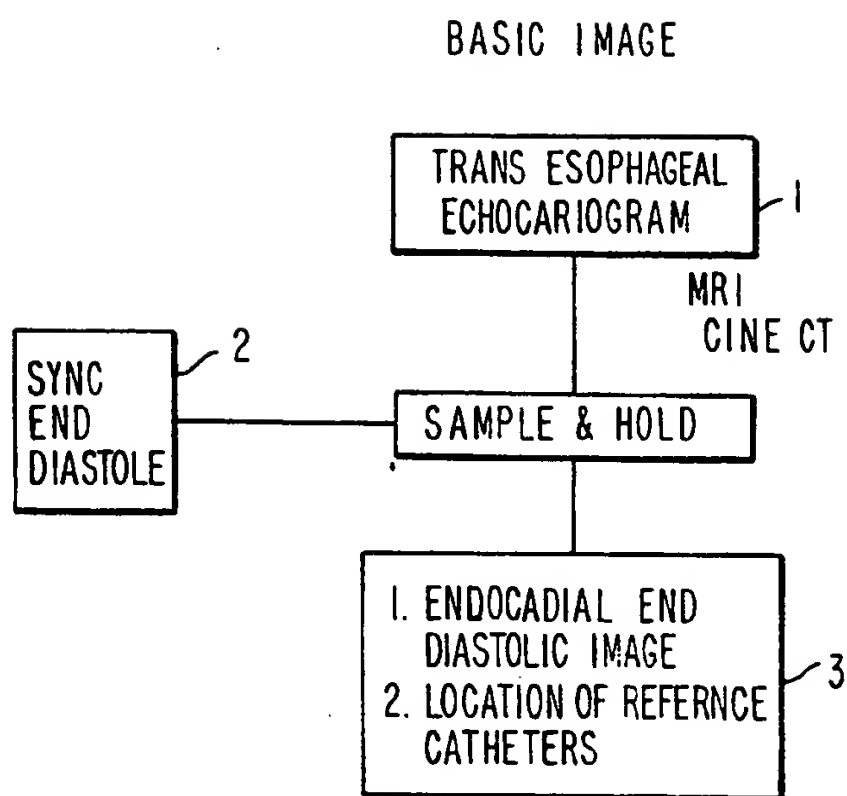 BASIC IMAGE
TRANS ESOPHAGEAL
ECHOCARIOGRAM
1
MRI
CINE CT
2
SYNC
END
DIASTOLE
SAMPLE & HOLD
1. ENDOCADIAL END
DIASTOLIC IMAGE
2. LOCATION OF REFERNCE
CATHETERS
3